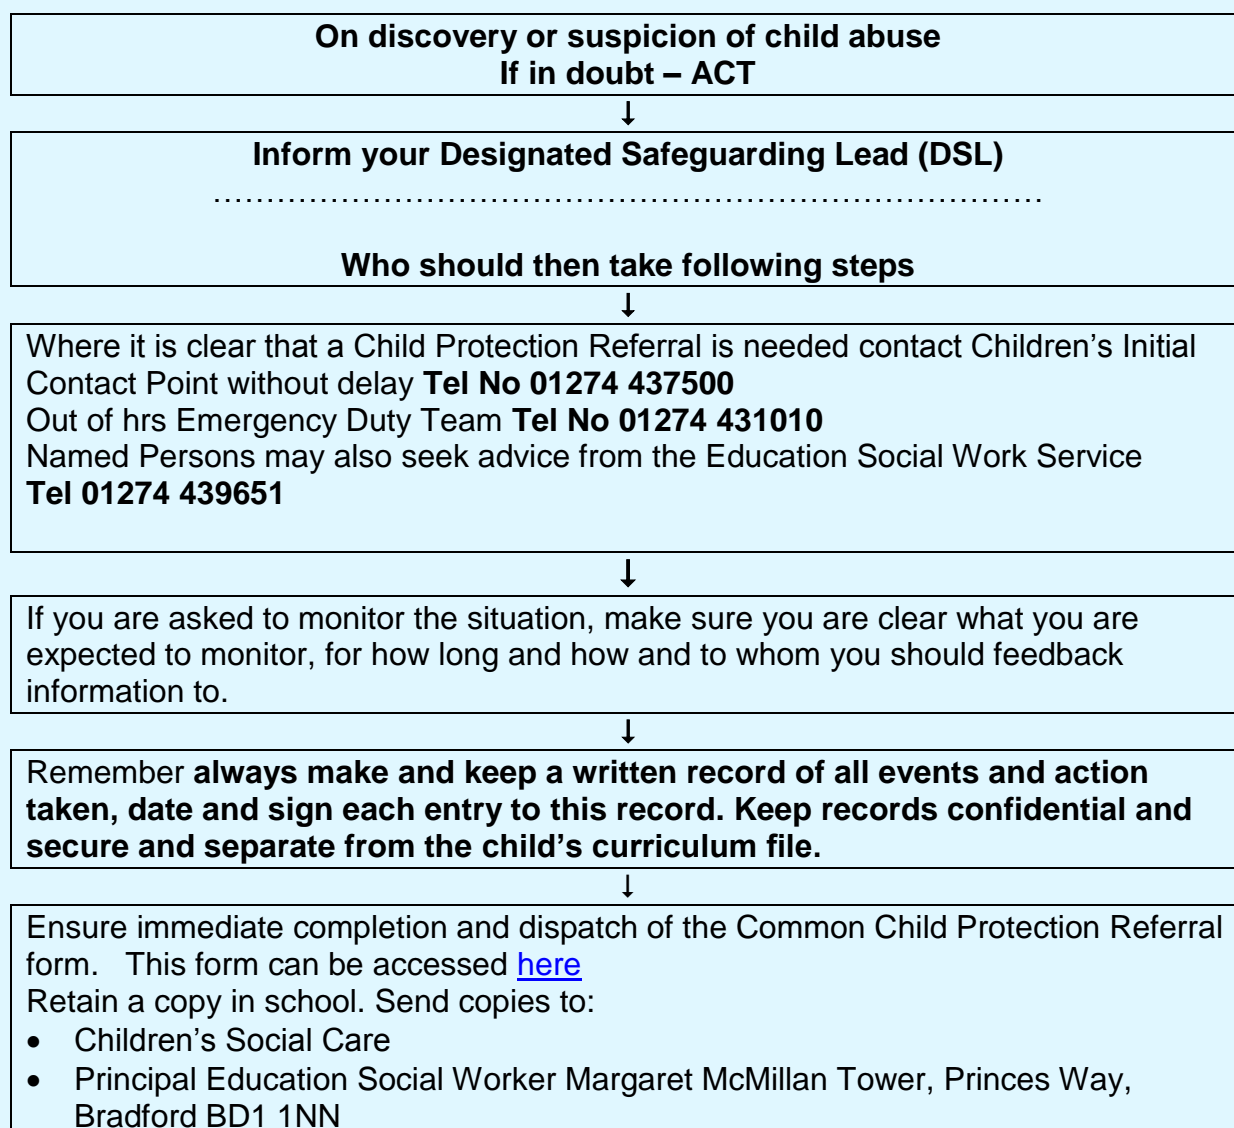 On discovery or suspicion of child abuse
If in doubt – ACT
↓
Inform your Designated Safeguarding Lead (DSL)
…………………………………………………………………….
Who should then take following steps
↓
Where it is clear that a Child Protection Referral is needed contact Children’s Initial
Contact Point without delay Tel No 01274 437500
Out of hrs Emergency Duty Team Tel No 01274 431010
Named Persons may also seek advice from the Education Social Work Service
Tel 01274 439651
↓
If you are asked to monitor the situation, make sure you are clear what you are
expected to monitor, for how long and how and to whom you should feedback
information to.
↓
Remember always make and keep a written record of all events and action
taken, date and sign each entry to this record. Keep records confidential and
secure and separate from the child’s curriculum file.
↓
Ensure immediate completion and dispatch of the Common Child Protection Referral
form. This form can be accessed here
Retain a copy in school. Send copies to:
• Children’s Social Care
• Principal Education Social Worker Margaret McMillan Tower, Princes Way,
Bradford BD1 1NN